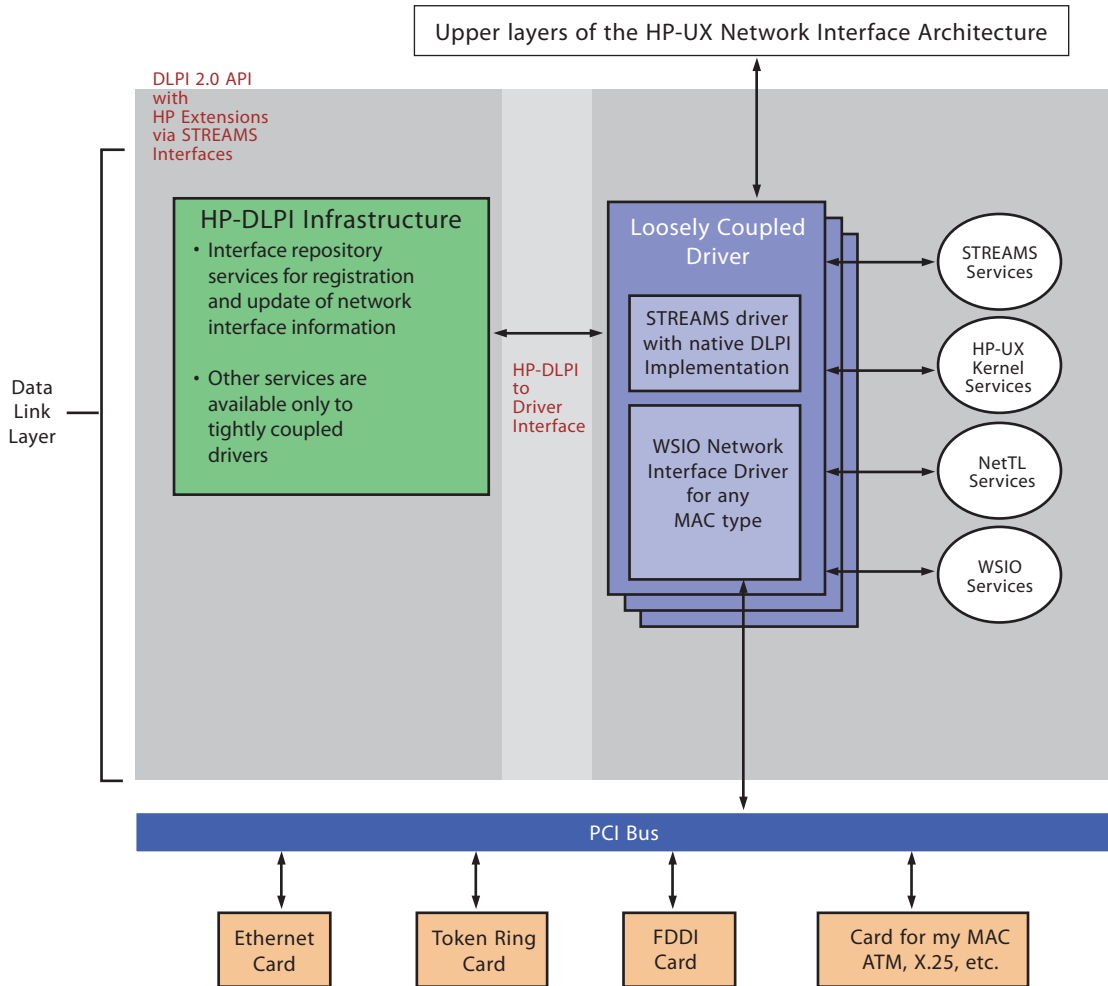 Upper layers of the HP-UX Network Interface Architecture
DLPI 2.0 API
with
HP Extensions
via STREAMS
Interfaces
Data
Link
Layer
HP-DLPI Infrastructure
• Interface repository
services for registration
and update of network
interface information
• Other services are
available only to
tightly coupled
drivers
HP-DLPI
to
Driver
Interface
Loosely Coupled
Driver
STREAMS driver
with native DLPI
Implementation
WSIO Network
Interface Driver
for any
MAC type
STREAMS
Services
HP-UX
Kernel
Services
NetTL
Services
WSIO
Services
PCI Bus
Ethernet
Card
Token Ring
Card
FDDI
Card
Card for my MAC
ATM, X.25, etc.